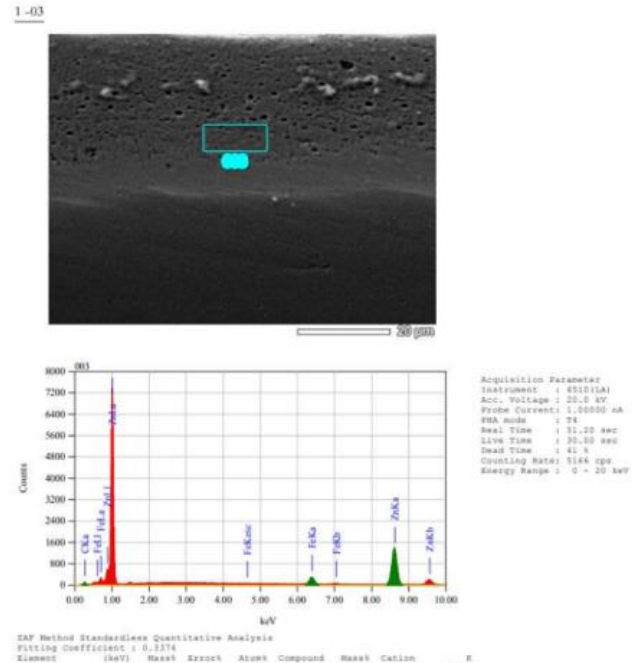 1 -03
20 µm
003
8000
7200
6400
5600
4800
4000
3200
2400
1600
800
0
Counts
CKa
FeLl
FeLa
ZnLl
ZnLa
FeKesc
FeKa
FeKb
ZnKa
ZnKb
0.00 1.00 2.00 3.00 4.00 5.00 6.00 7.00 8.00 9.00 10.00
keV
Acquisition Parameter
Instrument : 6510(LA)
Acc. Voltage : 20.0 kV
Probe Current: 1.00000 nA
PHA mode : T4
Real Time : 51.20 sec
Live Time : 30.00 sec
Dead Time : 41 %
Counting Rate: 5166 cps
Energy Range : 0 - 20 keV
ZAF Method Standardless Quantitative Analysis
Fitting Coefficient : 0.3374
Element (keV) Mass% Error% Atom% Compound Mass% Cation K